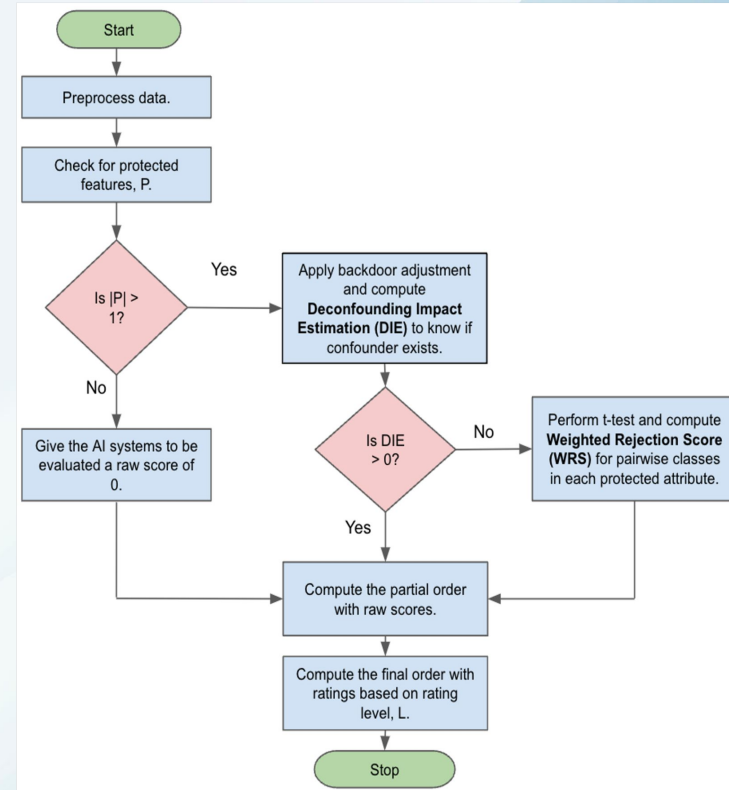 Start
Preprocess data.
Check for protected
features, P.
Is |P| >
1?
Yes
No
Apply backdoor adjustment
and compute
Deconfounding Impact
Estimation (DIE) to know if
confounder exists.
Give the AI systems to be
evaluated a raw score of
0.
Is DIE
> 0?
No
Yes
Perform t-test and compute
Weighted Rejection Score
(WRS) for pairwise classes
in each protected attribute.
Compute the partial order
with raw scores.
Compute the final order with
ratings based on rating
level, L.
Stop